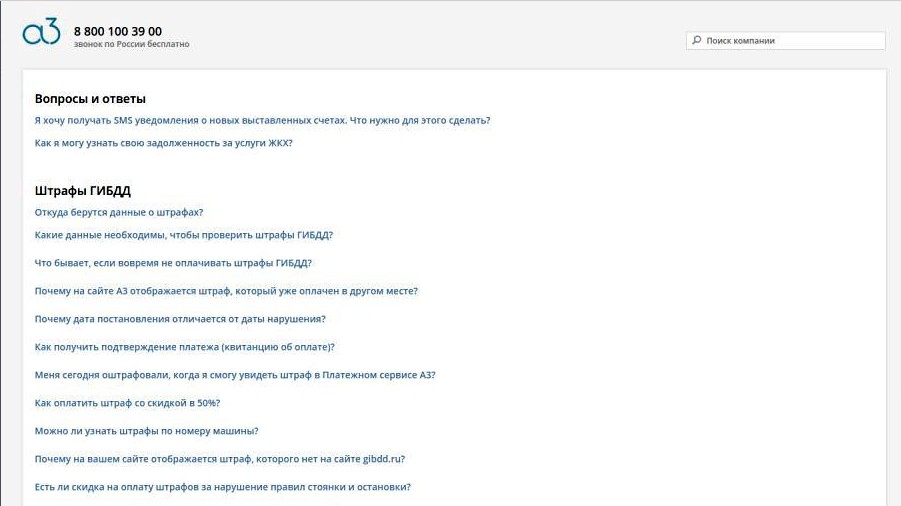 а3
8 800 100 39 00
звонок по России бесплатно
Поиск компании
Вопросы и ответы
Я хочу получать SMS уведомления о новых выставленных счетах. Что нужно для этого сделать?
Как я могу узнать свою задолженность за услуги ЖКХ?
Штрафы ГИБДД
Откуда берутся данные о штрафах?
Какие данные необходимы, чтобы проверить штрафы ГИБДД?
Что бывает, если вовремя не оплачивать штрафы ГИБДД?
Почему на сайте А3 отображается штраф, который уже оплачен в другом месте?
Почему дата постановления отличается от даты нарушения?
Как получить подтверждение платежа (квитанцию об оплате)?
Меня сегодня оштрафовали, когда я смогу увидеть штраф в Платежном сервисе А3?
Как оплатить штраф со скидкой в 50%?
Можно ли узнать штрафы по номеру машины?
Почему на вашем сайте отображается штраф, которого нет на сайте gibdd.ru?
Есть ли скидка на оплату штрафов за нарушение правил стоянки и остановки?